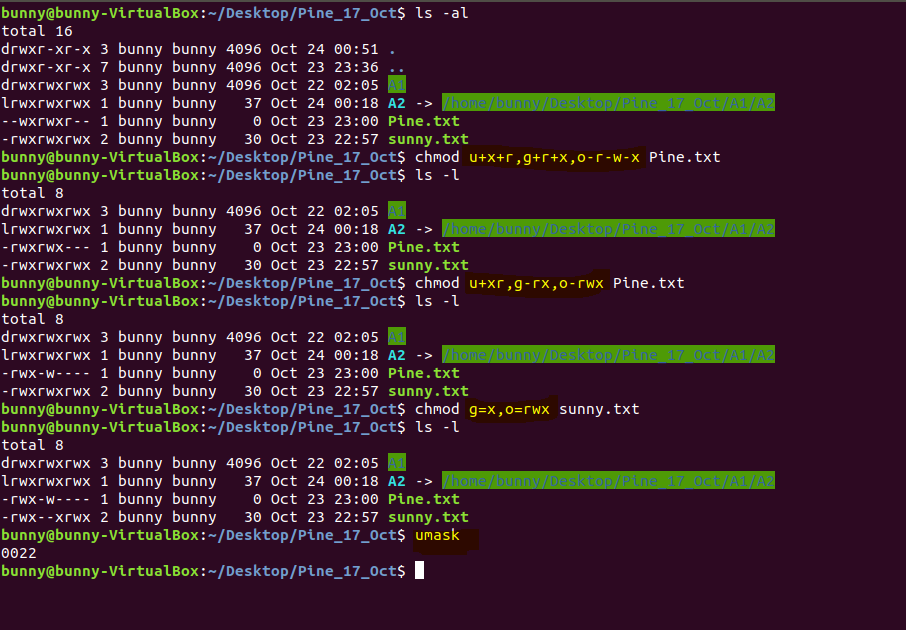 bunny@bunny-VirtualBox:~/Desktop/Pine_17_Oct$ ls -al
total 16
drwxr-xr-x 3 bunny bunny 4096 Oct 24 00:51 .
drwxr-xr-x 7 bunny bunny 4096 Oct 23 23:36 ..
drwxrwxrwx 3 bunny bunny 4096 Oct 22 02:05 A1
lrwxrwxrwx 1 bunny bunny   37 Oct 24 00:18 A2 -> /home/bunny/Desktop/Pine_17_Oct/A1/A2
--wxrwxr-- 1 bunny bunny    0 Oct 23 23:00 Pine.txt
-rwxrwxrwx 2 bunny bunny   30 Oct 23 22:57 sunny.txt
bunny@bunny-VirtualBox:~/Desktop/Pine_17_Oct$ chmod u+x+r,g+r+x,o-r-w-x Pine.txt
bunny@bunny-VirtualBox:~/Desktop/Pine_17_Oct$ ls -l
total 8
drwxrwxrwx 3 bunny bunny 4096 Oct 22 02:05 A1
lrwxrwxrwx 1 bunny bunny   37 Oct 24 00:18 A2 -> /home/bunny/Desktop/Pine_17_Oct/A1/A2
-rwxrwx--- 1 bunny bunny    0 Oct 23 23:00 Pine.txt
-rwxrwxrwx 2 bunny bunny   30 Oct 23 22:57 sunny.txt
bunny@bunny-VirtualBox:~/Desktop/Pine_17_Oct$ chmod u+xr,g-rx,o-rwx Pine.txt
bunny@bunny-VirtualBox:~/Desktop/Pine_17_Oct$ ls -l
total 8
drwxrwxrwx 3 bunny bunny 4096 Oct 22 02:05 A1
lrwxrwxrwx 1 bunny bunny   37 Oct 24 00:18 A2 -> /home/bunny/Desktop/Pine_17_Oct/A1/A2
-rwx-w---- 1 bunny bunny    0 Oct 23 23:00 Pine.txt
-rwxrwxrwx 2 bunny bunny   30 Oct 23 22:57 sunny.txt
bunny@bunny-VirtualBox:~/Desktop/Pine_17_Oct$ chmod g=x,o=rwx sunny.txt
bunny@bunny-VirtualBox:~/Desktop/Pine_17_Oct$ ls -l
total 8
drwxrwxrwx 3 bunny bunny 4096 Oct 22 02:05 A1
lrwxrwxrwx 1 bunny bunny   37 Oct 24 00:18 A2 -> /home/bunny/Desktop/Pine_17_Oct/A1/A2
-rwx-w---- 1 bunny bunny    0 Oct 23 23:00 Pine.txt
-rwx--xrwx 2 bunny bunny   30 Oct 23 22:57 sunny.txt
bunny@bunny-VirtualBox:~/Desktop/Pine_17_Oct$ umask
0022
bunny@bunny-VirtualBox:~/Desktop/Pine_17_Oct$